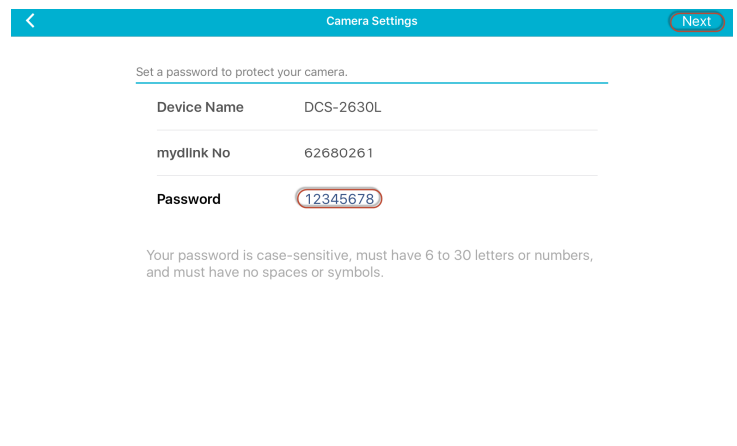 Camera Settings
Next
Set a password to protect your camera.
Device Name DCS-2630L
mydlink No 62680261
Password 12345678
Your password is case-sensitive, must have 6 to 30 letters or numbers,
and must have no spaces or symbols.